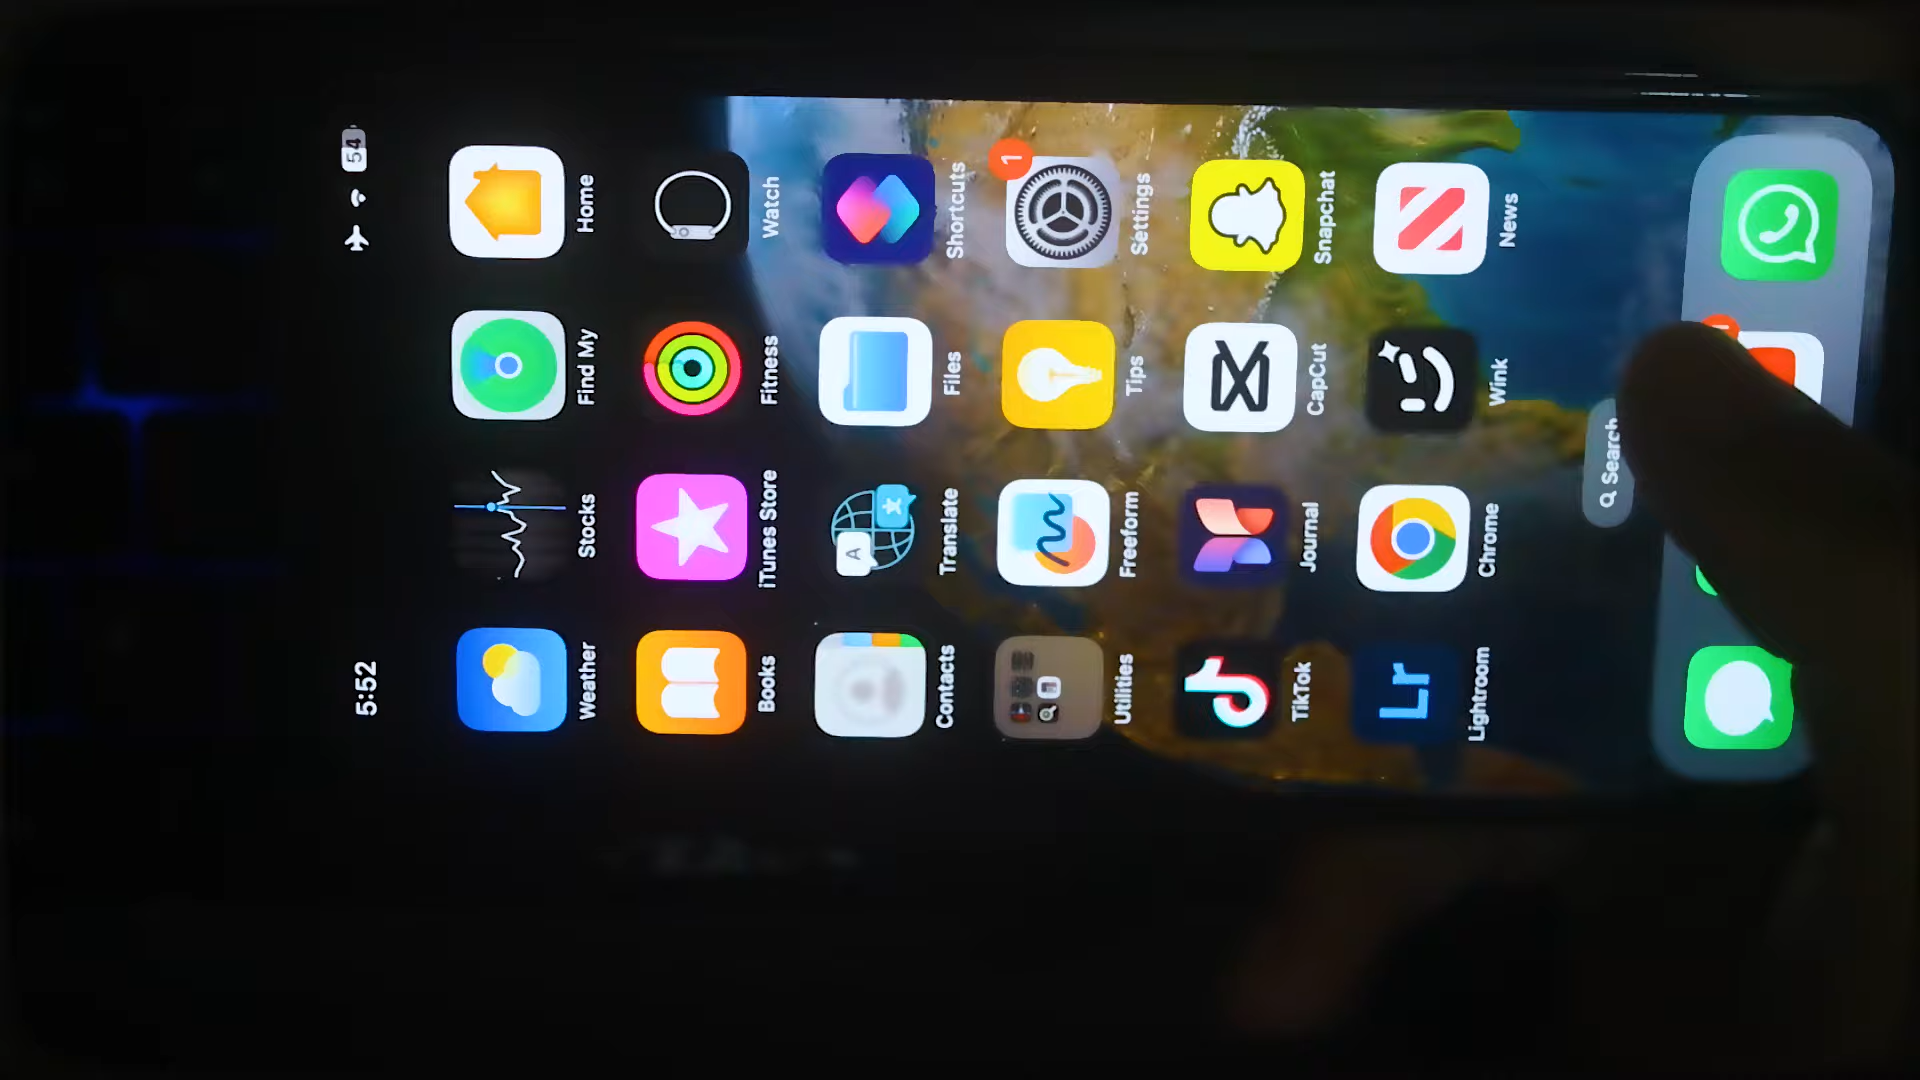 5:52
54
Weather Stocks Find My Home
Books iTunes Store Fitness Watch
A
Contacts Translate Files Shortcuts
1
Utilities Freeform Tips Settings
TikTok Journal CapCut Snapchat
Lr
Lightroom Chrome Wink News
Search